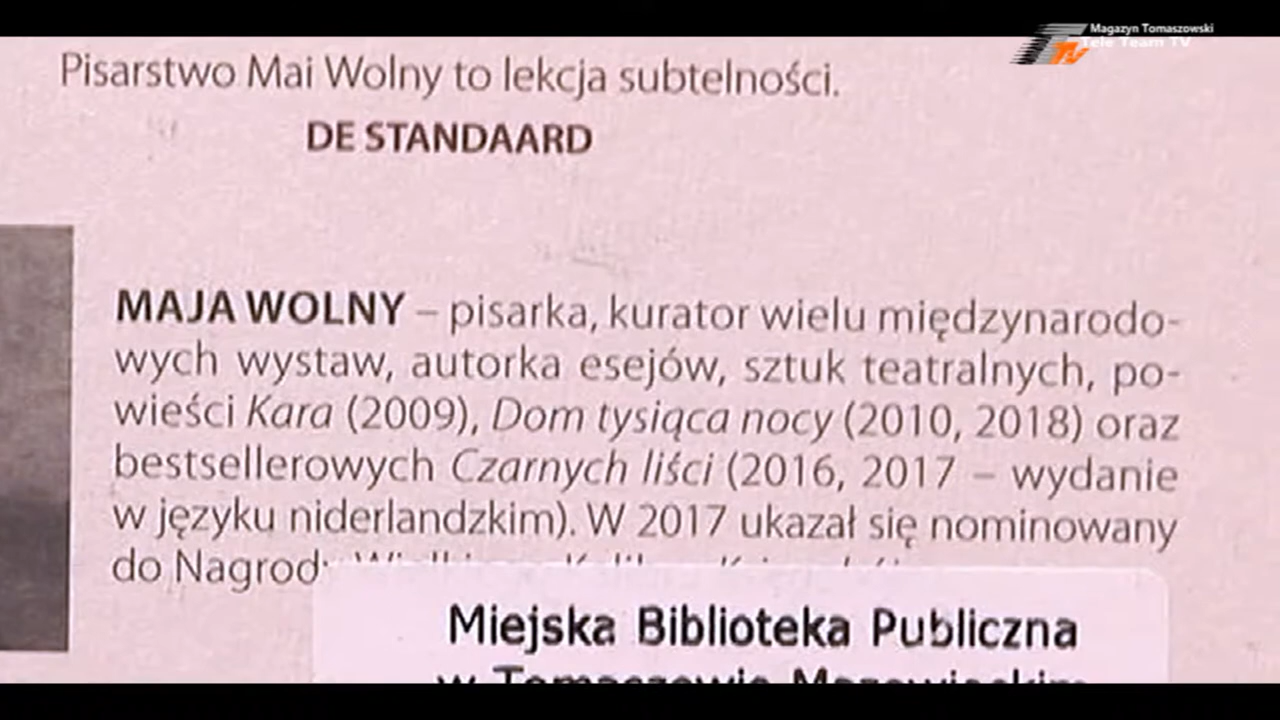 Magazyn Tomaszowski
Tele Team TV
Pisarstwo Mai Wolny to lekcja subtelności.
DE STANDAARD
MAJA WOLNY – pisarka, kurator wielu międzynarodo-
wych wystaw, autorka esejów, sztuk teatralnych, po-
wieści Kara (2009), Dom tysiąca nocy (2010, 2018) oraz
bestsellerowych Czarnych liści (2016, 2017 – wydanie
w języku niderlandzkim). W 2017 ukazał się nominowany
do
Miejska Biblioteka Publiczna
w Tomaszowie Mazowieckim